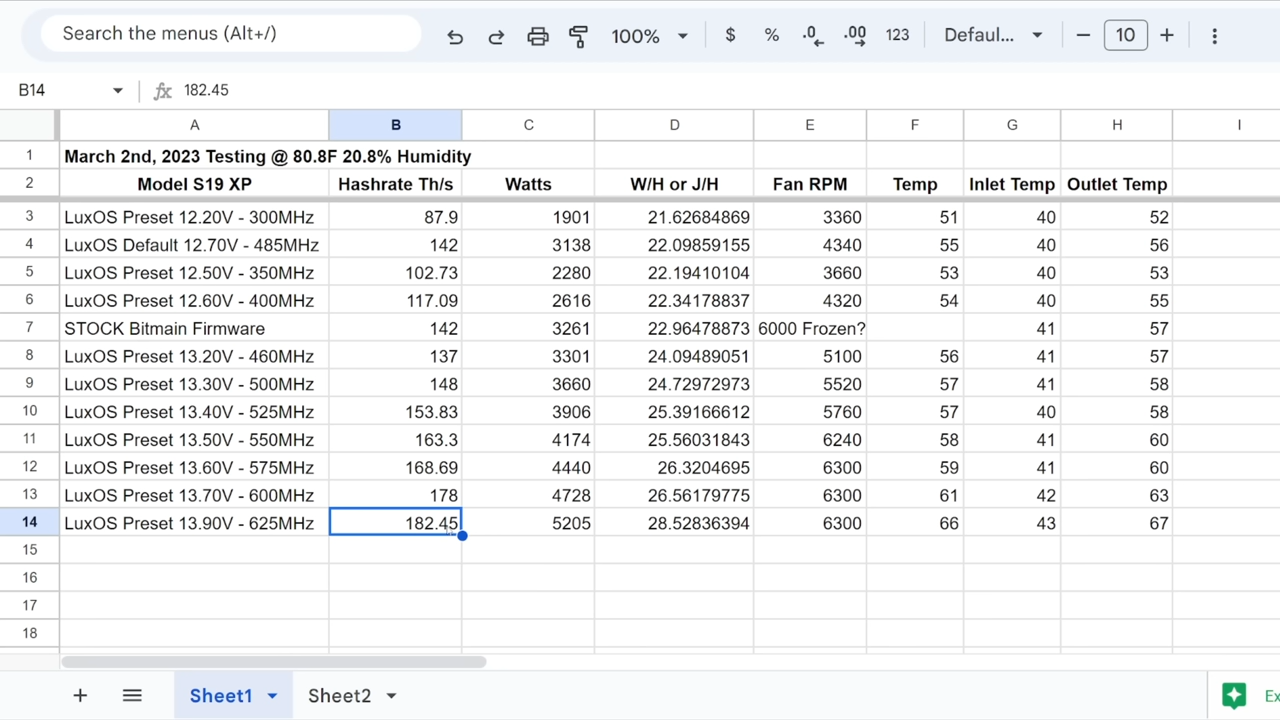 Search the menus (Alt+/) 100% $ % .0 .00 123 Defaul... 10
B14 fx 182.45
A B C D E F G H I
1 March 2nd, 2023 Testing @ 80.8F 20.8% Humidity
2 Model S19 XP Hashrate Th/s Watts W/H or J/H Fan RPM Temp Inlet Temp Outlet Temp
3 LuxOS Preset 12.20V - 300MHz 87.9 1901 21.62684869 3360 51 40 52
4 LuxOS Default 12.70V - 485MHz 142 3138 22.09859155 4340 55 40 56
5 LuxOS Preset 12.50V - 350MHz 102.73 2280 22.19410104 3660 53 40 53
6 LuxOS Preset 12.60V - 400MHz 117.09 2616 22.34178837 4320 54 40 55
7 STOCK Bitmain Firmware 142 3261 22.96478873 6000 Frozen? 41 57
8 LuxOS Preset 13.20V - 460MHz 137 3301 24.09489051 5100 56 41 57
9 LuxOS Preset 13.30V - 500MHz 148 3660 24.72972973 5520 57 41 58
10 LuxOS Preset 13.40V - 525MHz 153.83 3906 25.39166612 5760 57 40 58
11 LuxOS Preset 13.50V - 550MHz 163.3 4174 25.56031843 6240 58 41 60
12 LuxOS Preset 13.60V - 575MHz 168.69 4440 26.3204695 6300 59 41 60
13 LuxOS Preset 13.70V - 600MHz 178 4728 26.56179775 6300 61 42 63
14 LuxOS Preset 13.90V - 625MHz 182.45 5205 28.52836394 6300 66 43 67
15
16
17
18
Sheet1 Sheet2 Ex